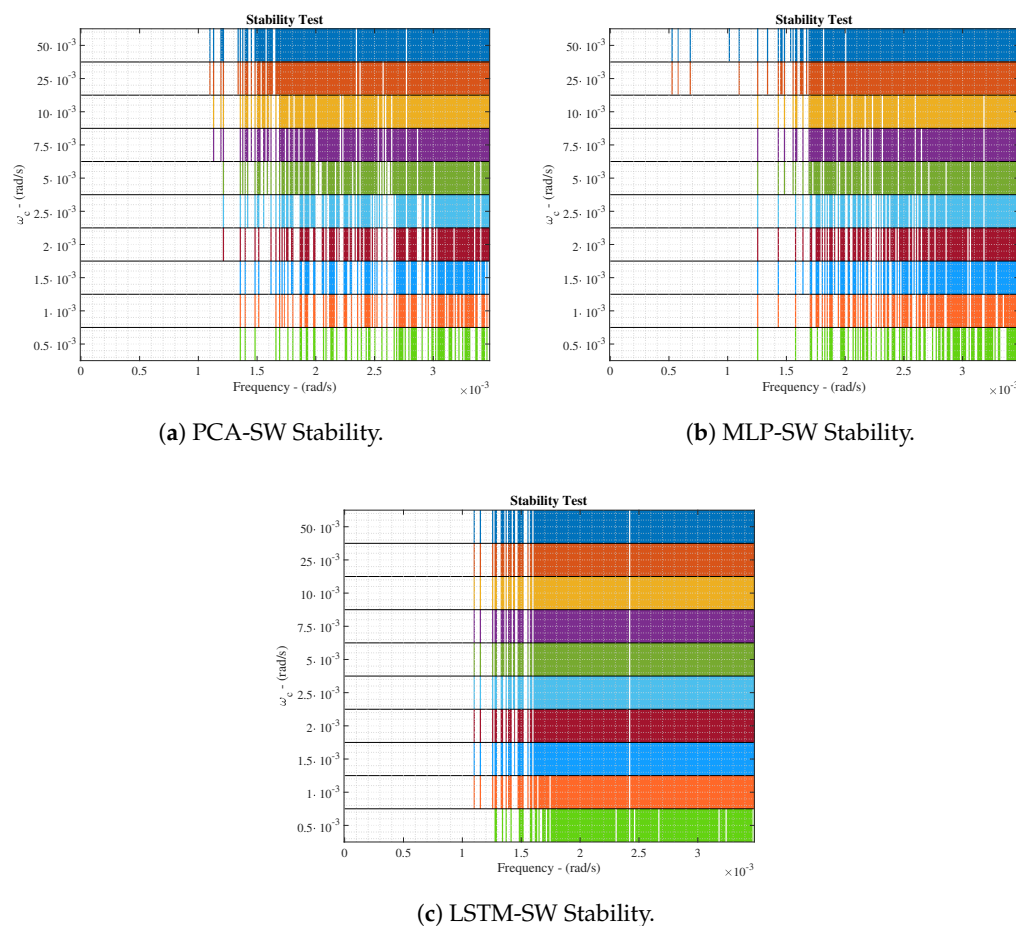 Stability Test
50· 10⁻³
25· 10⁻³
10· 10⁻³
7.5· 10⁻³
5· 10⁻³
2.5· 10⁻³
2· 10⁻³
1.5· 10⁻³
1· 10⁻³
0.5· 10⁻³
ω_c - (rad/s)
0 0.5 1 1.5 2 2.5 3
Frequency - (rad/s)
×10⁻³
(a) PCA-SW Stability.
Stability Test
50· 10⁻³
25· 10⁻³
10· 10⁻³
7.5· 10⁻³
5· 10⁻³
2.5· 10⁻³
2· 10⁻³
1.5· 10⁻³
1· 10⁻³
0.5· 10⁻³
ω_c - (rad/s)
0 0.5 1 1.5 2 2.5 3
Frequency - (rad/s)
×10⁻³
(b) MLP-SW Stability.
Stability Test
50· 10⁻³
25· 10⁻³
10· 10⁻³
7.5· 10⁻³
5· 10⁻³
2.5· 10⁻³
2· 10⁻³
1.5· 10⁻³
1· 10⁻³
0.5· 10⁻³
ω_c - (rad/s)
0 0.5 1 1.5 2 2.5 3
Frequency - (rad/s)
×10⁻³
(c) LSTM-SW Stability.